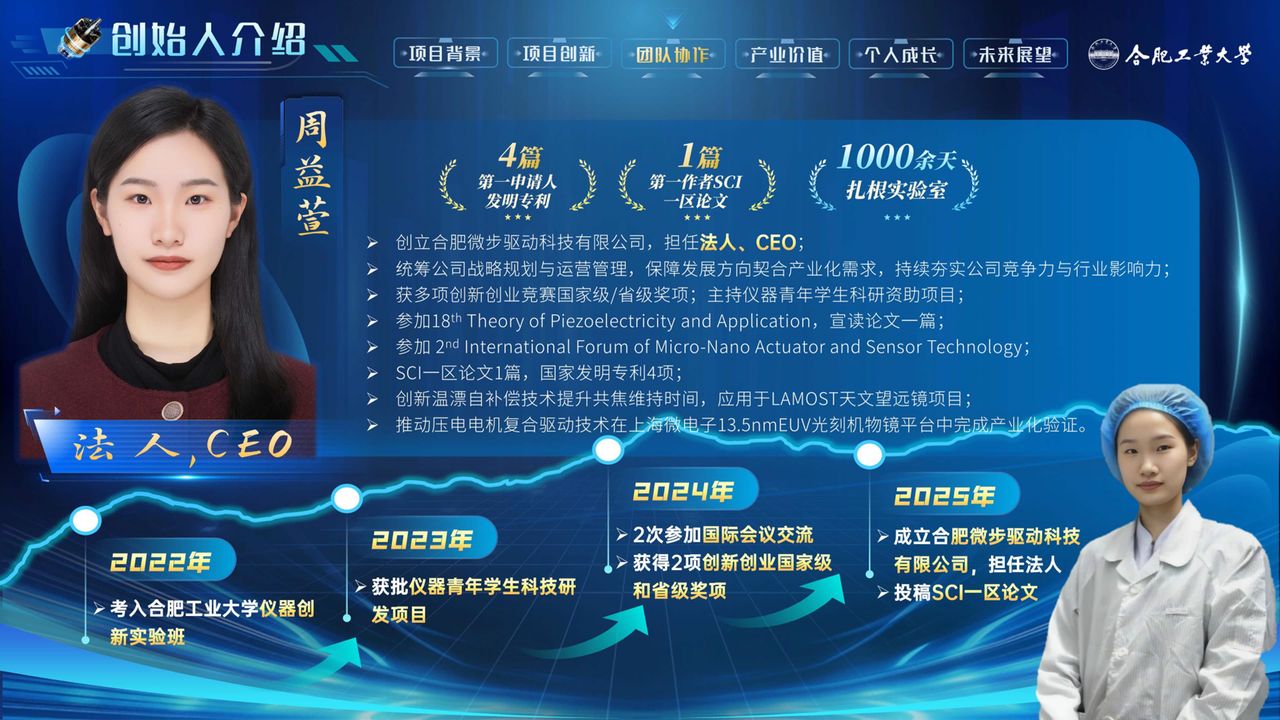 创始人介绍
项目背景
项目创新
团队协作
产业价值
个人成长
未来展望
合肥工业大学
周益萱
法 人,CEO
4篇
第一申请人
发明专利
1篇
第一作者SCI
一区论文
1000余天
扎根实验室
➢ 创立合肥微步驱动科技有限公司，担任法人、CEO；
➢ 统筹公司战略规划与运营管理，保障发展方向契合产业化需求，持续夯实公司竞争力与行业影响力；
➢ 获多项创新创业竞赛国家级/省级奖项；主持仪器青年学生科研资助项目；
➢ 参加18th Theory of Piezoelectricity and Application，宣读论文一篇；
➢ 参加 2nd International Forum of Micro-Nano Actuator and Sensor Technology；
➢ SCI一区论文1篇，国家发明专利4项；
➢ 创新温漂自补偿技术提升共焦维持时间，应用于LAMOST天文望远镜项目；
➢ 推动压电电机复合驱动技术在上海微电子13.5nmEUV光刻机物镜平台中完成产业化验证。
2022年
➢ 考入合肥工业大学仪器创
新实验班
2023年
➢ 获批仪器青年学生科技研
发项目
2024年
➢ 2次参加国际会议交流
➢ 获得2项创新创业国家级
和省级奖项
2025年
➢ 成立合肥微步驱动科技
有限公司，担任法人
➢ 投稿SCI一区论文